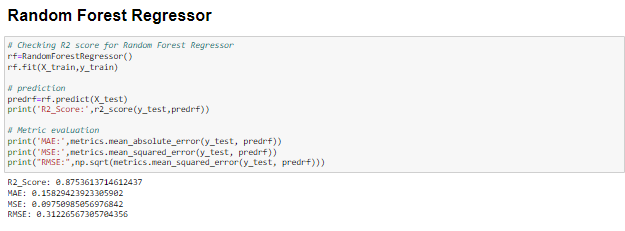 Random Forest Regressor
# Checking R2 score for Random Forest Regressor
rf=RandomForestRegressor()
rf.fit(X_train,y_train)
# prediction
predrf=rf.predict(X_test)
print('R2_Score:',r2_score(y_test,predrf))
# Metric evaluation
print('MAE:',metrics.mean_absolute_error(y_test, predrf))
print('MSE:',metrics.mean_squared_error(y_test, predrf))
print("RMSE:",np.sqrt(metrics.mean_squared_error(y_test, predrf)))
R2_Score: 0.8753613714612437
MAE: 0.15829423923305902
MSE: 0.09750985056976842
RMSE: 0.31226567305704356